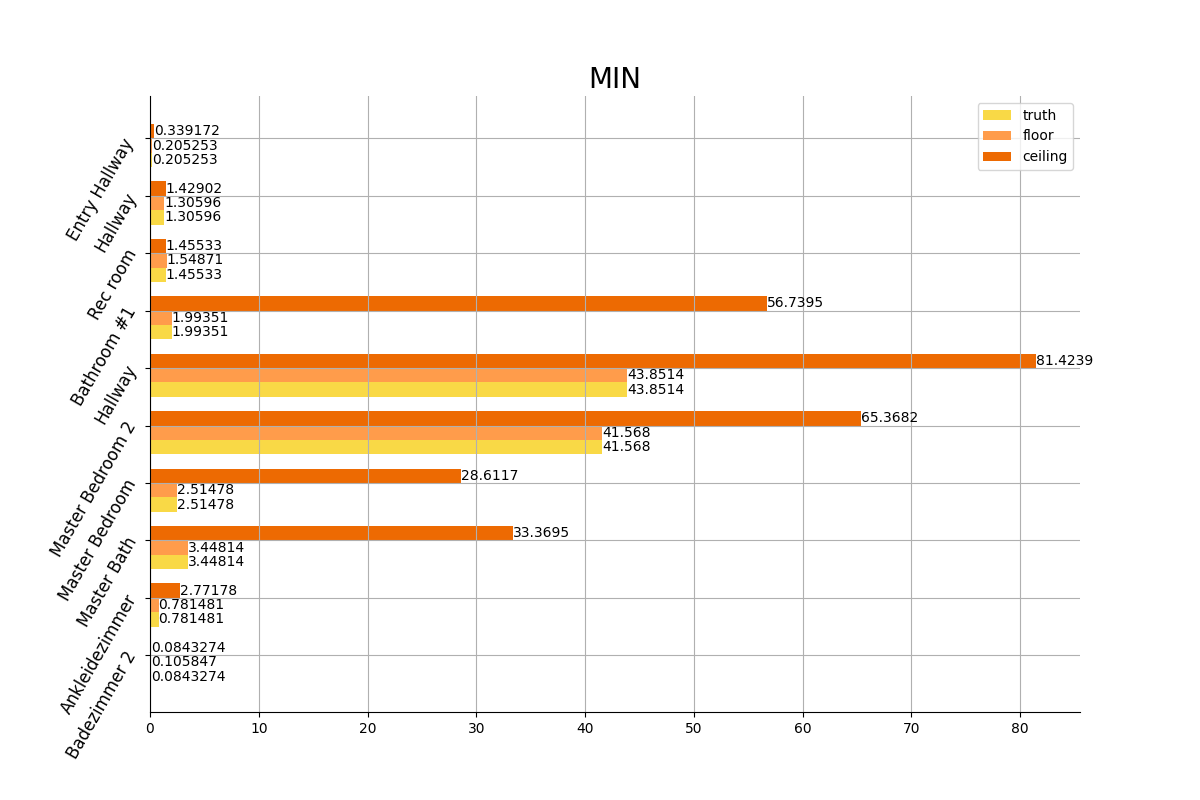 MIN
truth
floor
ceiling
Entry Hallway
0.339172
0.205253
0.205253
Hallway
1.42902
1.30596
1.30596
Rec room
1.45533
1.54871
1.45533
Bathroom #1
56.7395
1.99351
1.99351
Hallway
81.4239
43.8514
43.8514
Master Bedroom 2
65.3682
41.568
41.568
Master Bedroom
28.6117
2.51478
2.51478
Master Bath
33.3695
3.44814
3.44814
Ankleidezimmer
2.77178
0.781481
0.781481
Badezimmer 2
0.0843274
0.105847
0.0843274
0 10 20 30 40 50 60 70 80